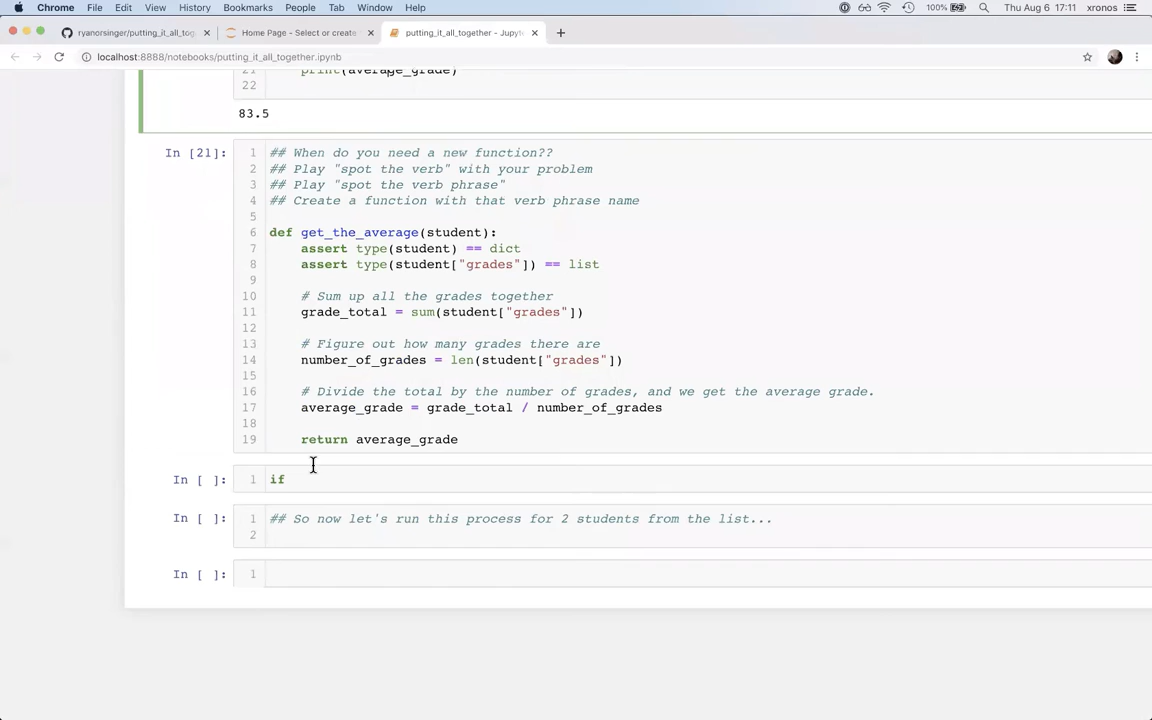 Chrome File Edit View History Bookmarks People Tab Window Help 100% Thu Aug 6 17:11 xronos
ryanorsinger/putting_it_all_tog Home Page - Select or create putting_it_all_together - Jupyt
localhost:8888/notebooks/putting_it_all_together.ipynb
21 print(average_grade)
22
83.5
In [21]: 1 ## When do you need a new function??
2 ## Play "spot the verb" with your problem
3 ## Play "spot the verb phrase"
4 ## Create a function with that verb phrase name
5
6 def get_the_average(student):
7 assert type(student) == dict
8 assert type(student["grades"]) == list
9
10 # Sum up all the grades together
11 grade_total = sum(student["grades"])
12
13 # Figure out how many grades there are
14 number_of_grades = len(student["grades"])
15
16 # Divide the total by the number of grades, and we get the average grade.
17 average_grade = grade_total / number_of_grades
18
19 return average_grade
In [ ]: 1 if
In [ ]: 1 ## So now let's run this process for 2 students from the list...
2
In [ ]: 1